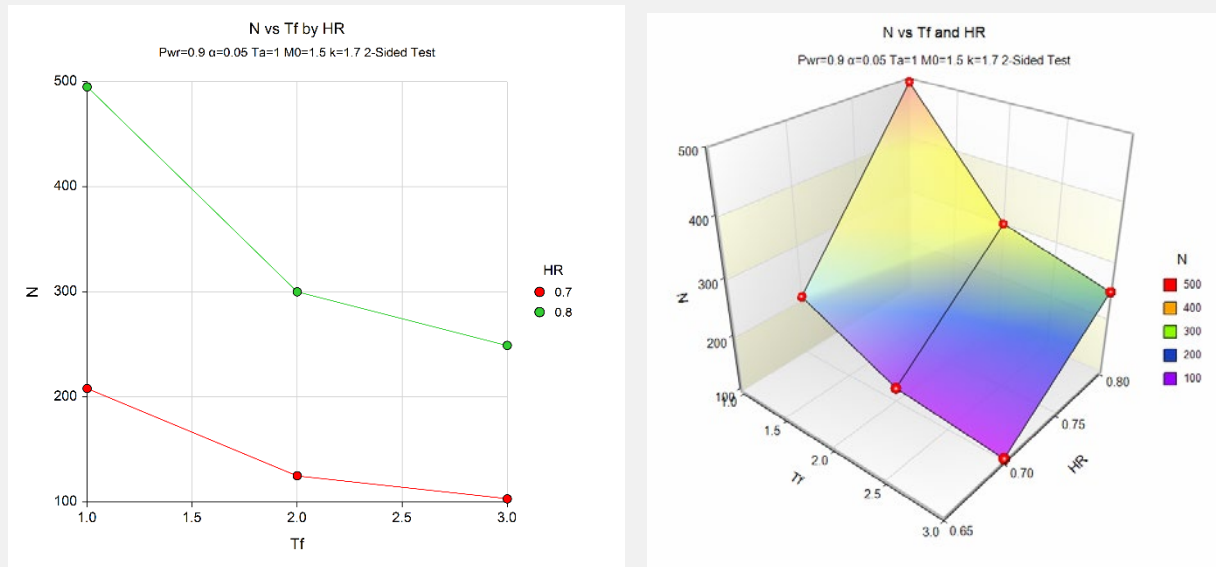 N vs Tf by HR
Pwr=0.9 α=0.05 Ta=1 M0=1.5 k=1.7 2-Sided Test
500
400
300
200
100
N
1.0 1.5 2.0 2.5 3.0
Tf
HR
0.7
0.8
N vs Tf and HR
Pwr=0.9 α=0.05 Ta=1 M0=1.5 k=1.7 2-Sided Test
500
400
300
200
100
N
1.0
1.5
2.0
2.5
3.0
Tf
0.65
0.70
0.75
0.80
HR
N
500
400
300
200
100